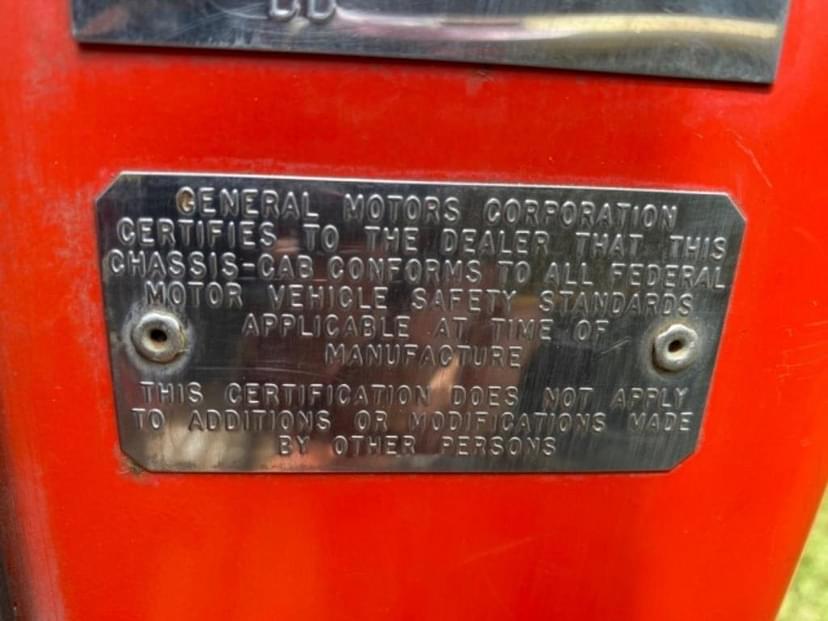 GENERAL MOTORS CORPORATION
CERTIFIES TO THE DEALER THAT THIS
CHASSIS-CAB CONFORMS TO ALL FEDERAL
MOTOR VEHICLE SAFETY STANDARDS
APPLICABLE AT TIME OF
MANUFACTURE
THIS CERTIFICATION DOES NOT APPLY
TO ADDITIONS OR MODIFICATIONS MADE
BY OTHER PERSONS